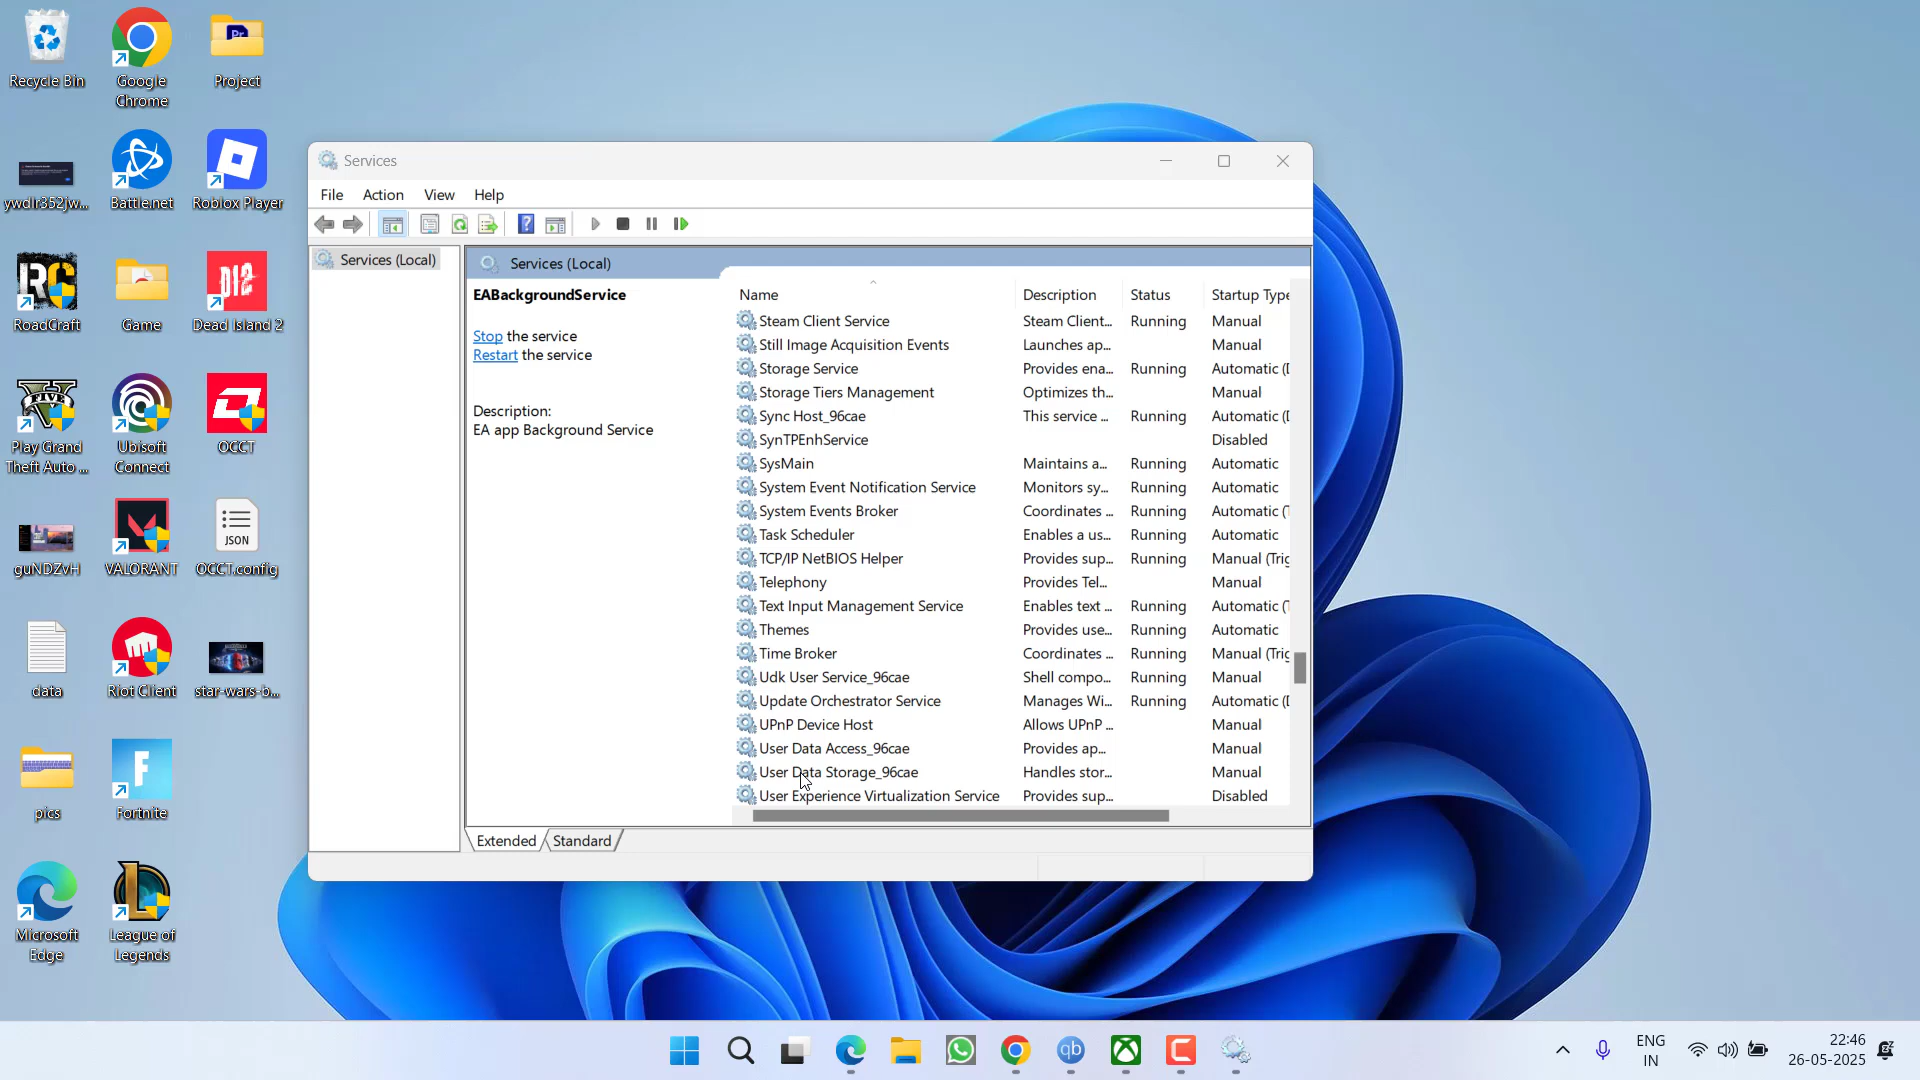 Recycle Bin
Google
Chrome
Pr
Project
ywdlr352jw...
Battle.net
Roblox Player
RC
RoadCraft
Game
DI2
Dead Island 2
FIVE
Play Grand
Theft Auto ...
Ubisoft
Connect
OCCT
guNDZvH
VALORANT
JSON
OCCT.config
data
Riot Client
star-wars-b...
pics
F
Fortnite
Microsoft
Edge
L
League of
Legends
Services
File
Action
View
Help
?
Services (Local)
Services (Local)
EABackgroundService
Stop the service
Restart the service
Description:
EA app Background Service
Name Description Status Startup Type
Steam Client Service Steam Client... Running Manual
Still Image Acquisition Events Launches ap... Manual
Storage Service Provides ena... Running Automatic (D
Storage Tiers Management Optimizes th... Manual
Sync Host_96cae This service ... Running Automatic (D
SynTPEnhService Disabled
SysMain Maintains a... Running Automatic
System Event Notification Service Monitors sy... Running Automatic
System Events Broker Coordinates ... Running Automatic (T
Task Scheduler Enables a us... Running Automatic
TCP/IP NetBIOS Helper Provides sup... Running Manual (Trig
Telephony Provides Tel... Manual
Text Input Management Service Enables text ... Running Automatic (T
Themes Provides use... Running Automatic
Time Broker Coordinates ... Running Manual (Trig
Udk User Service_96cae Shell compo... Running Manual
Update Orchestrator Service Manages Wi... Running Automatic (D
UPnP Device Host Allows UPnP ... Manual
User Data Access_96cae Provides ap... Manual
User Data Storage_96cae Handles stor... Manual
User Experience Virtualization Service Provides sup... Disabled
Extended
Standard
qb
ENG
IN
22:46
26-05-2025